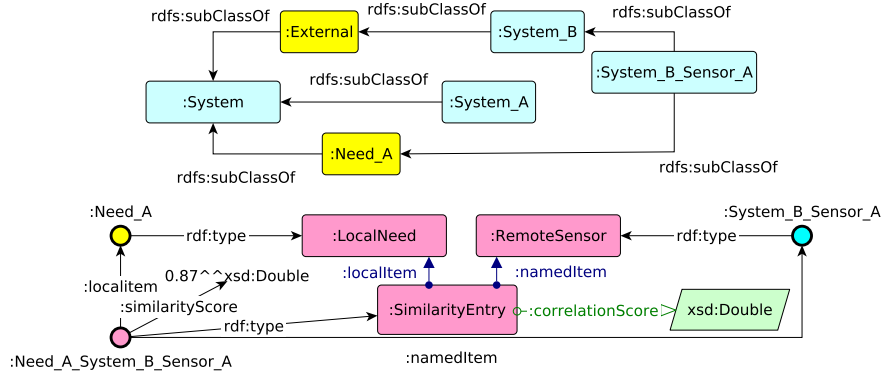 rdfs:subClassOf
rdfs:subClassOf
rdfs:subClassOf
:External
:System_B
:System_B_Sensor_A
rdfs:subClassOf
:System
:System_A
:Need_A
rdfs:subClassOf
rdfs:subClassOf
:Need_A
:System_B_Sensor_A
rdf:type
:LocalNeed
:RemoteSensor
rdf:type
:localItem
:namedItem
0.87^^xsd:Double
:localitem
:similarityScore
:SimilarityEntry
:correlationScore
xsd:Double
rdf:type
:Need_A_System_B_Sensor_A
:namedItem